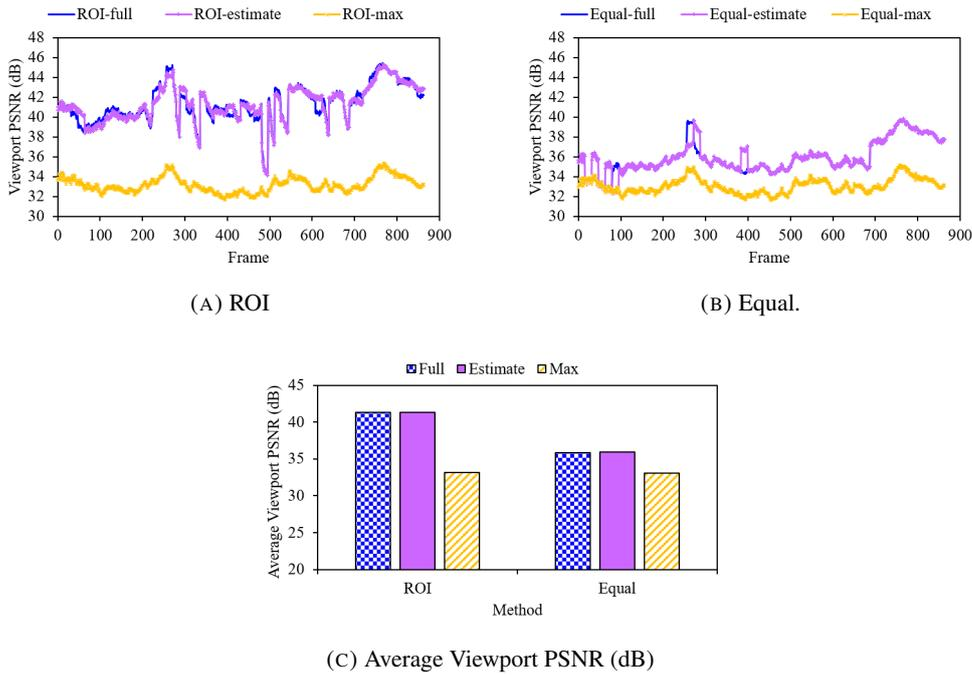 ROI-full ROI-estimate ROI-max
Viewport PSNR (dB)
48
46
44
42
40
38
36
34
32
30
0 100 200 300 400 500 600 700 800 900
Frame
(A) ROI
Equal-full Equal-estimate Equal-max
Viewport PSNR (dB)
48
46
44
42
40
38
36
34
32
30
0 100 200 300 400 500 600 700 800 900
Frame
(B) Equal.
Full Estimate Max
Average Viewport PSNR (dB)
45
40
35
30
25
20
ROI Equal
Method
(C) Average Viewport PSNR (dB)